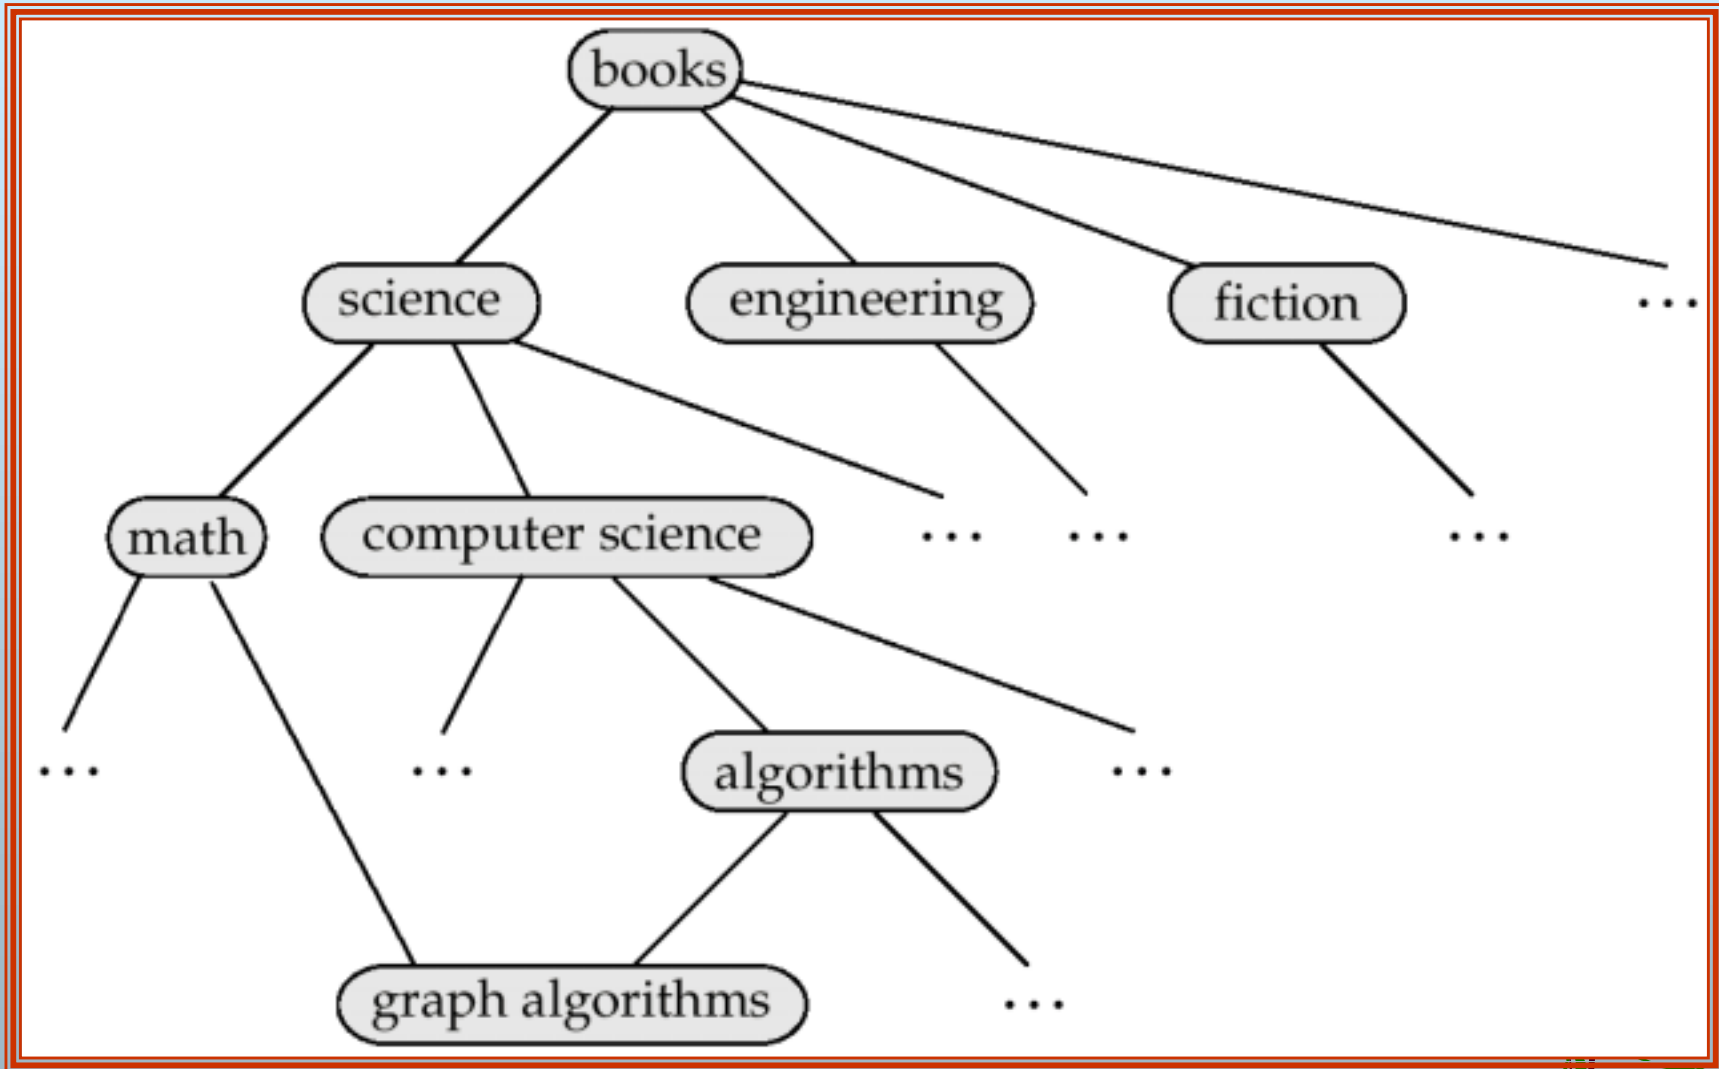 books
science
engineering
fiction
...
math
computer science
...
...
...
...
...
algorithms
...
graph algorithms
...